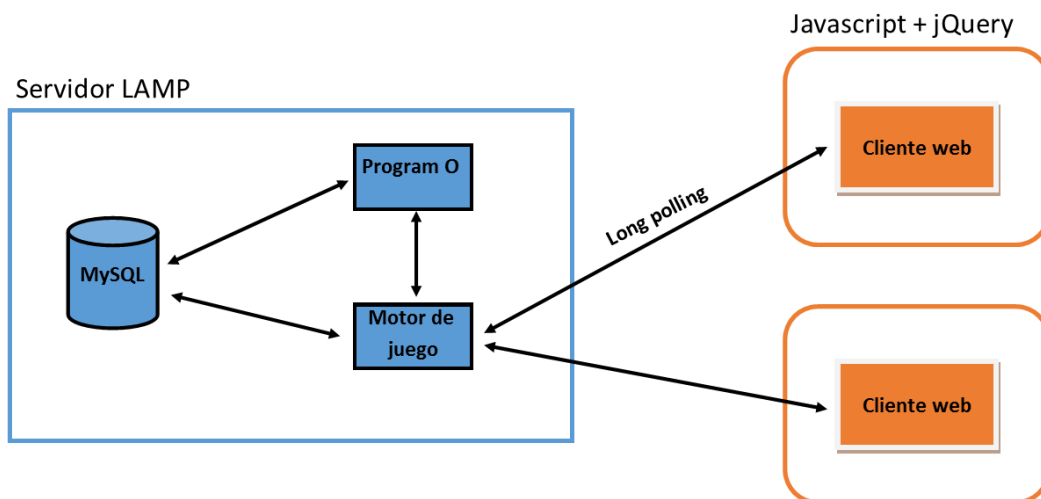 Javascript + jQuery
Servidor LAMP
Program O
Cliente web
Long polling
MySQL
Motor de
juego
Cliente web